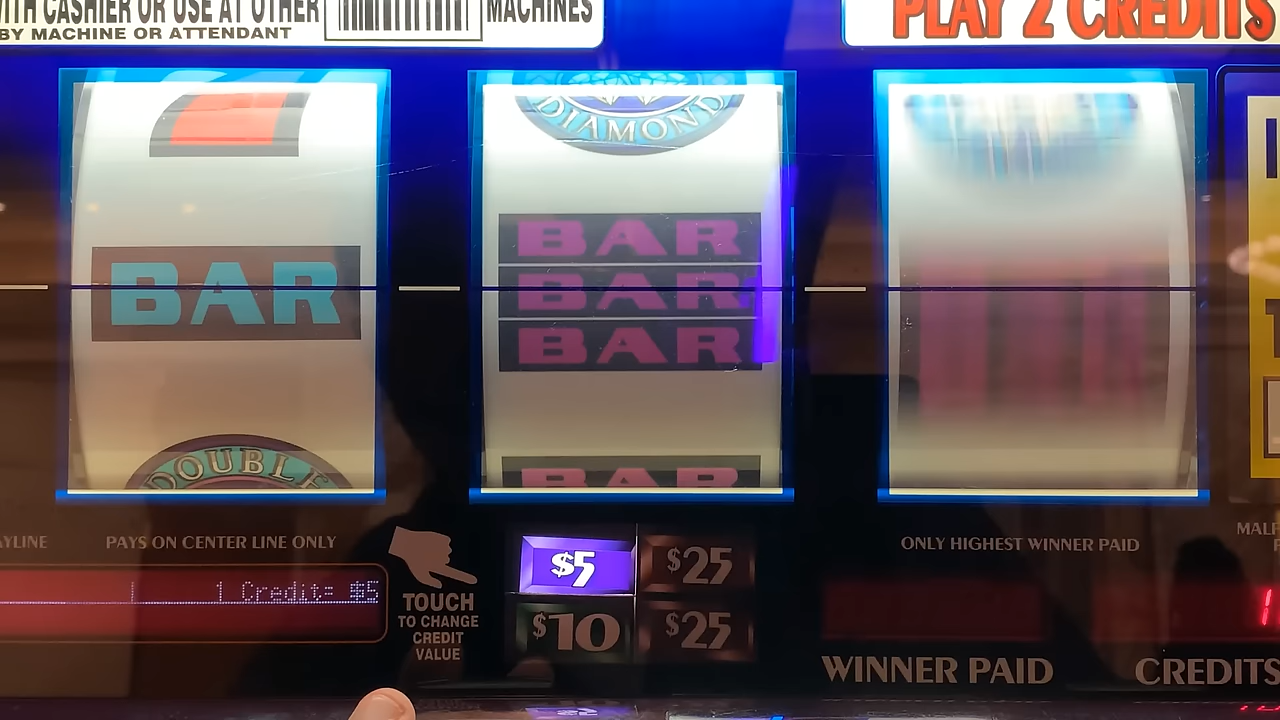 WITH CASHIER OR USE AT OTHER MACHINES
BY MACHINE OR ATTENDANT
PLAY 2 CREDITS
DIAMOND
BAR
BAR
BAR
BAR
DOUBLE
BAR
PAYS ON CENTER LINE ONLY
ONLY HIGHEST WINNER PAID
1 Credit= $5
TOUCH
TO CHANGE
CREDIT
VALUE
$5
$25
$10
$25
WINNER PAID
CREDITS